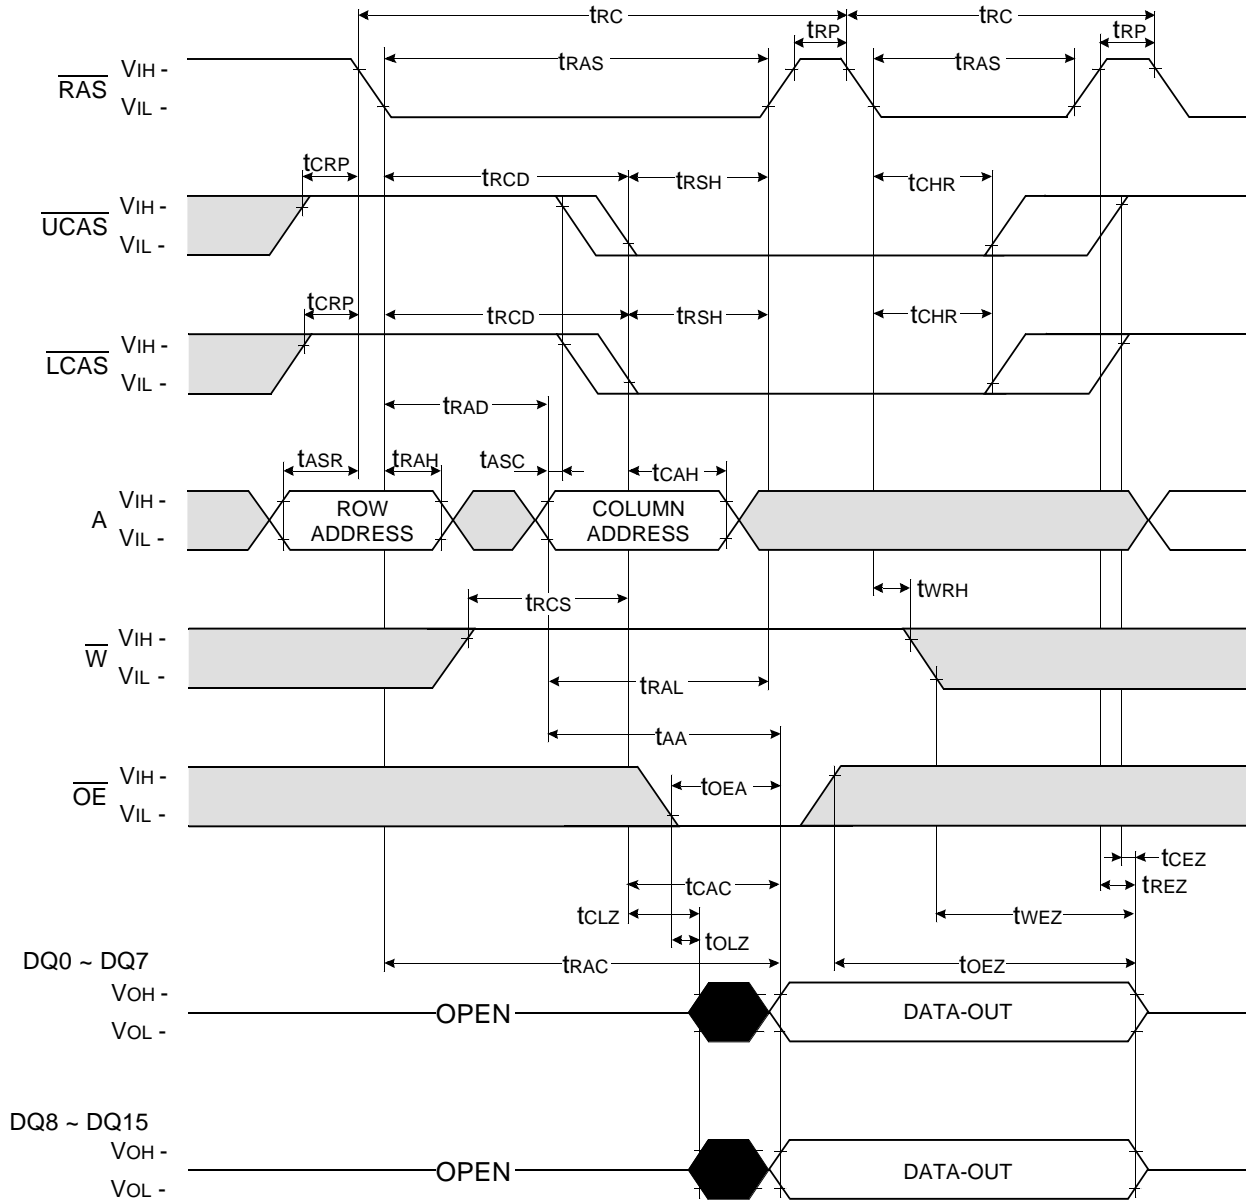 tRC tRC
tRP tRP
tRAS tRAS
RAS
VIH -
VIL -
tCRP tRCD tRSH tCHR
UCAS
VIH -
VIL -
tCRP tRCD tRSH tCHR
LCAS
VIH -
VIL -
tRAD
tASR tRAH tASC tCAH
A
VIH -
VIL -
ROW ADDRESS
COLUMN ADDRESS
tWRH
tRCS
W
VIH -
VIL -
tRAL
tAA
OE
VIH -
VIL -
tOEA
tCEZ
tCAC tREZ
tCLZ tWEZ
tOLZ
tRAC tOEZ
DQ0 ~ DQ7
VOH -
VOL -
OPEN
DATA-OUT
DQ8 ~ DQ15
VOH -
VOL -
OPEN
DATA-OUT